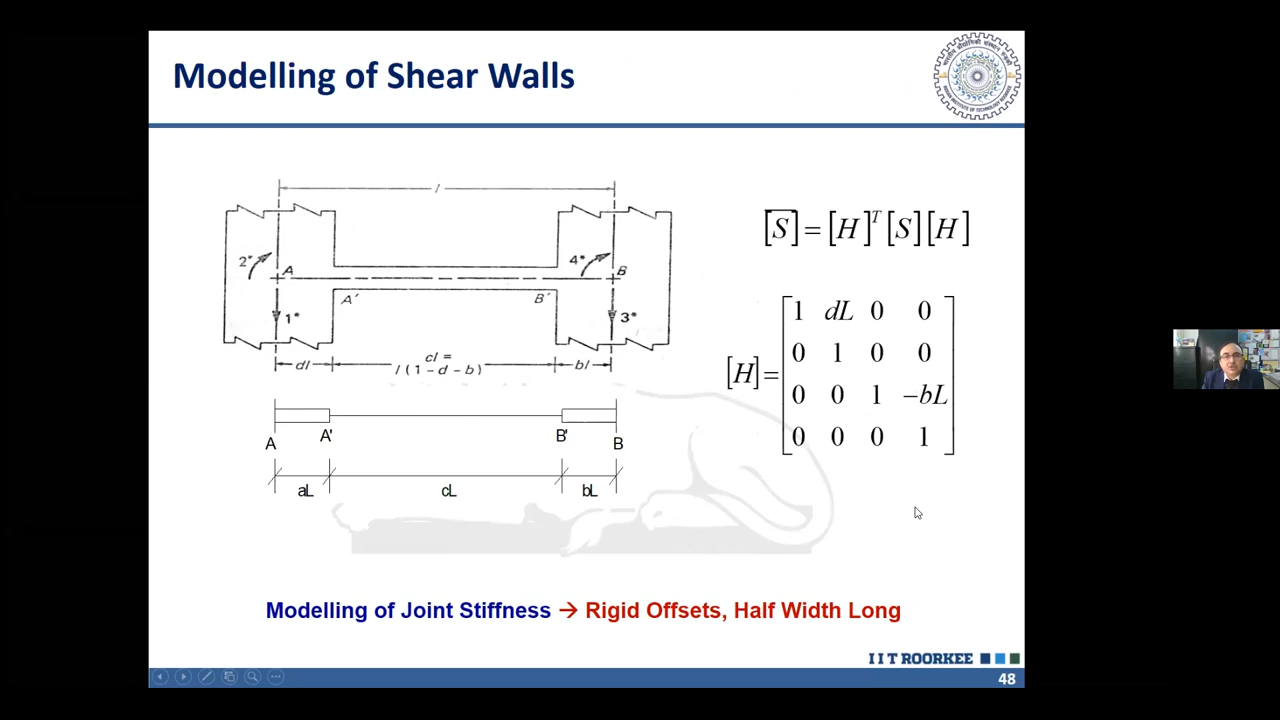 Modelling of Shear Walls
l
2*
A
4*
B
A'
B'
1*
3*
dl
cl =
l (1 - d - b)
bl
A
A'
B'
B
aL
cL
bL
[S̅] = [H]ᵀ [S] [H]
[H] =
1 dL 0 0
0 1 0 0
0 0 1 −bL
0 0 0 1
Modelling of Joint Stiffness → Rigid Offsets, Half Width Long
I I T ROORKEE
48